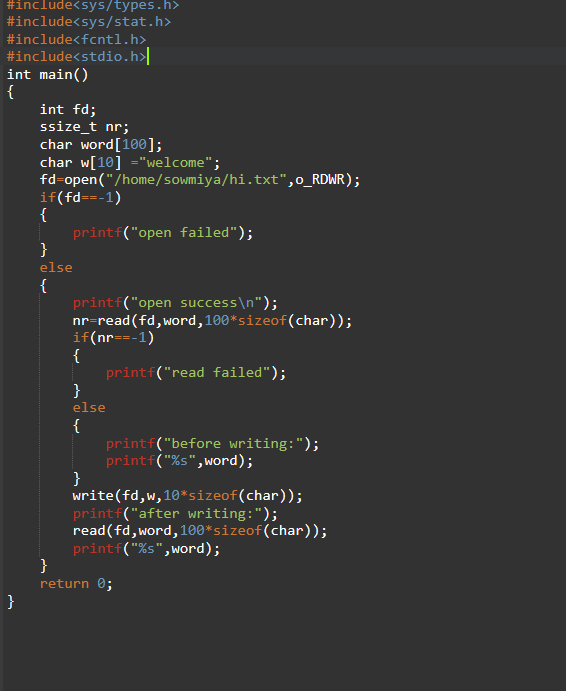 #include<sys/types.h>
#include<sys/stat.h>
#include<fcntl.h>
#include<stdio.h>
int main()
{
    int fd;
    ssize_t nr;
    char word[100];
    char w[10] ="welcome";
    fd=open("/home/sowmiya/hi.txt",o_RDWR);
    if(fd==-1)
    {
        printf("open failed");
    }
    else
    {
        printf("open success\n");
        nr=read(fd,word,100*sizeof(char));
        if(nr==-1)
        {
            printf("read failed");
        }
        else
        {
            printf("before writing:");
            printf("%s",word);
        }
        write(fd,w,10*sizeof(char));
        printf("after writing:");
        read(fd,word,100*sizeof(char));
        printf("%s",word);
    }
    return 0;
}